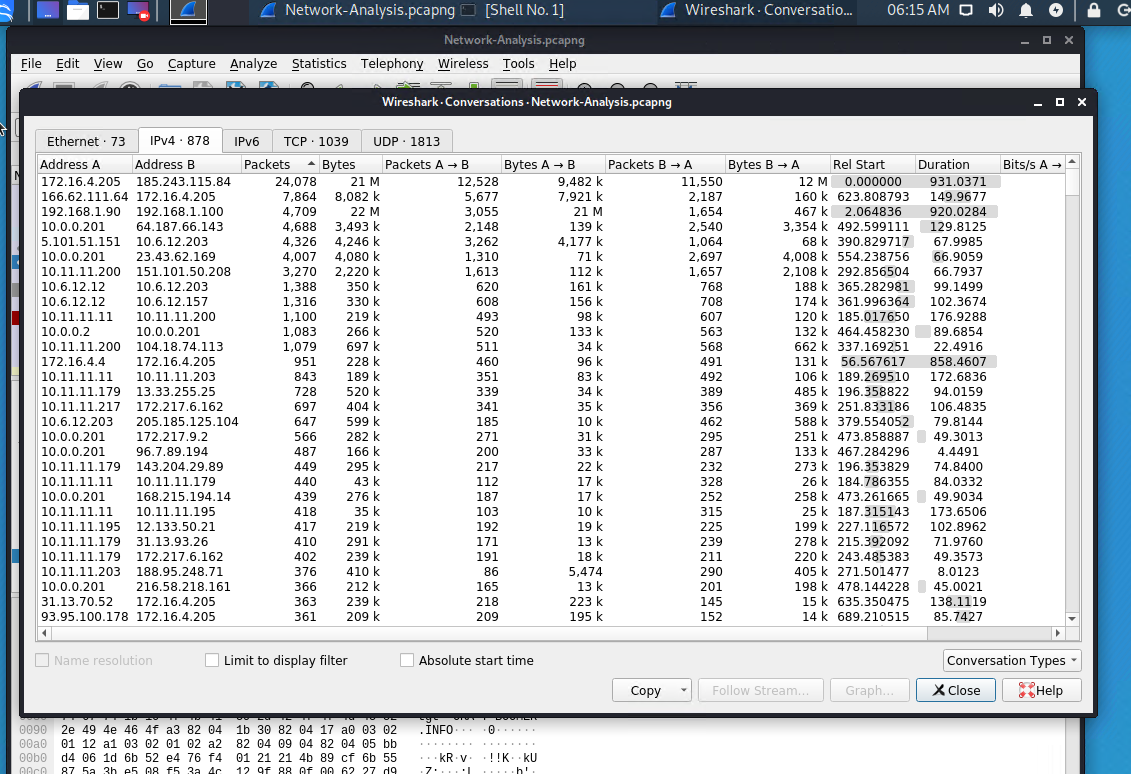 Network-Analysis.pcapng [Shell No. 1] Wireshark · Conversatio... 06:15 AM
Network-Analysis.pcapng
File Edit View Go Capture Analyze Statistics Telephony Wireless Tools Help
Wireshark · Conversations · Network-Analysis.pcapng
Ethernet · 73 IPv4 · 878 IPv6 TCP · 1039 UDP · 1813
Address A Address B Packets Bytes Packets A → B Bytes A → B Packets B → A Bytes B → A Rel Start Duration Bits/s A →
172.16.4.205 185.243.115.84 24,078 21 M 12,528 9,482 k 11,550 12 M 0.000000 931.0371
166.62.111.64 172.16.4.205 7,864 8,082 k 5,677 7,921 k 2,187 160 k 623.808793 149.9677
192.168.1.90 192.168.1.100 4,709 22 M 3,055 21 M 1,654 467 k 2.064836 920.0284
10.0.0.201 64.187.66.143 4,688 3,493 k 2,148 139 k 2,540 3,354 k 492.599111 129.8125
5.101.51.151 10.6.12.203 4,326 4,246 k 3,262 4,177 k 1,064 68 k 390.829717 67.9985
10.0.0.201 23.43.62.169 4,007 4,080 k 1,310 71 k 2,697 4,008 k 554.238756 66.9059
10.11.11.200 151.101.50.208 3,270 2,220 k 1,613 112 k 1,657 2,108 k 292.856504 66.7937
10.6.12.12 10.6.12.203 1,388 350 k 620 161 k 768 188 k 365.282981 99.1499
10.6.12.12 10.6.12.157 1,316 330 k 608 156 k 708 174 k 361.996364 102.3674
10.11.11.11 10.11.11.200 1,100 219 k 493 98 k 607 120 k 185.017650 176.9288
10.0.0.2 10.0.0.201 1,083 266 k 520 133 k 563 132 k 464.458230 89.6854
10.11.11.200 104.18.74.113 1,079 697 k 511 34 k 568 662 k 337.169251 22.4916
172.16.4.4 172.16.4.205 951 228 k 460 96 k 491 131 k 56.567617 858.4607
10.11.11.11 10.11.11.203 843 189 k 351 83 k 492 106 k 189.269510 172.6836
10.11.11.179 13.33.255.25 728 520 k 339 34 k 389 485 k 196.358822 94.0159
10.11.11.217 172.217.6.162 697 404 k 341 35 k 356 369 k 251.833186 106.4835
10.6.12.203 205.185.125.104 647 599 k 185 10 k 462 588 k 379.554052 79.8144
10.0.0.201 172.217.9.2 566 282 k 271 31 k 295 251 k 473.858887 49.3013
10.0.0.201 96.7.89.194 487 166 k 200 33 k 287 133 k 467.284296 4.4491
10.11.11.179 143.204.29.89 449 295 k 217 22 k 232 273 k 196.353829 74.8400
10.11.11.11 10.11.11.179 440 43 k 112 17 k 328 26 k 184.786355 84.0332
10.0.0.201 168.215.194.14 439 276 k 187 17 k 252 258 k 473.261665 49.9034
10.11.11.11 10.11.11.195 418 35 k 103 10 k 315 25 k 187.315143 173.6506
10.11.11.195 12.133.50.21 417 219 k 192 19 k 225 199 k 227.116572 102.8962
10.11.11.179 31.13.93.26 410 291 k 171 13 k 239 278 k 215.392092 71.9760
10.11.11.179 172.217.6.162 402 239 k 191 18 k 211 220 k 243.485383 49.3573
10.11.11.203 188.95.248.71 376 410 k 86 5,474 290 405 k 271.501477 8.0123
10.0.0.201 216.58.218.161 366 212 k 165 13 k 201 198 k 478.144228 45.0021
31.13.70.52 172.16.4.205 363 239 k 218 223 k 145 15 k 635.350475 138.1119
93.95.100.178 172.16.4.205 361 209 k 209 195 k 152 14 k 689.210515 85.7427
Name resolution Limit to display filter Absolute start time Conversation Types
Copy Follow Stream... Graph... Close Help
0090 2e 49 4e 46 4f a3 82 04 1b 30 82 04 17 a0 03 02 .INFO··· ·0······
00a0 01 12 a1 03 02 01 02 a2 82 04 09 04 82 04 05 bb ········ ········
00b0 d4 06 1d 6b 52 e4 76 f4 01 21 21 4b 89 cf 6b 55 ···kR·v· ·!!K··kU